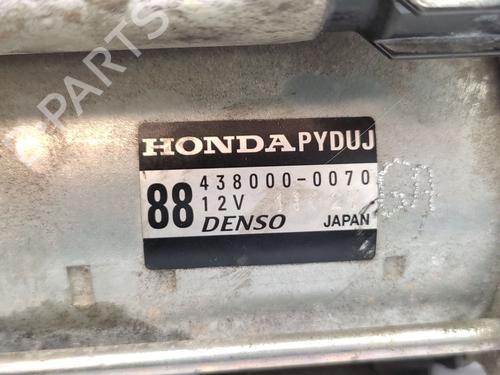 B-PARTS
HONDA PYDUJ
88 438000-0070
12V
DENSO JAPAN